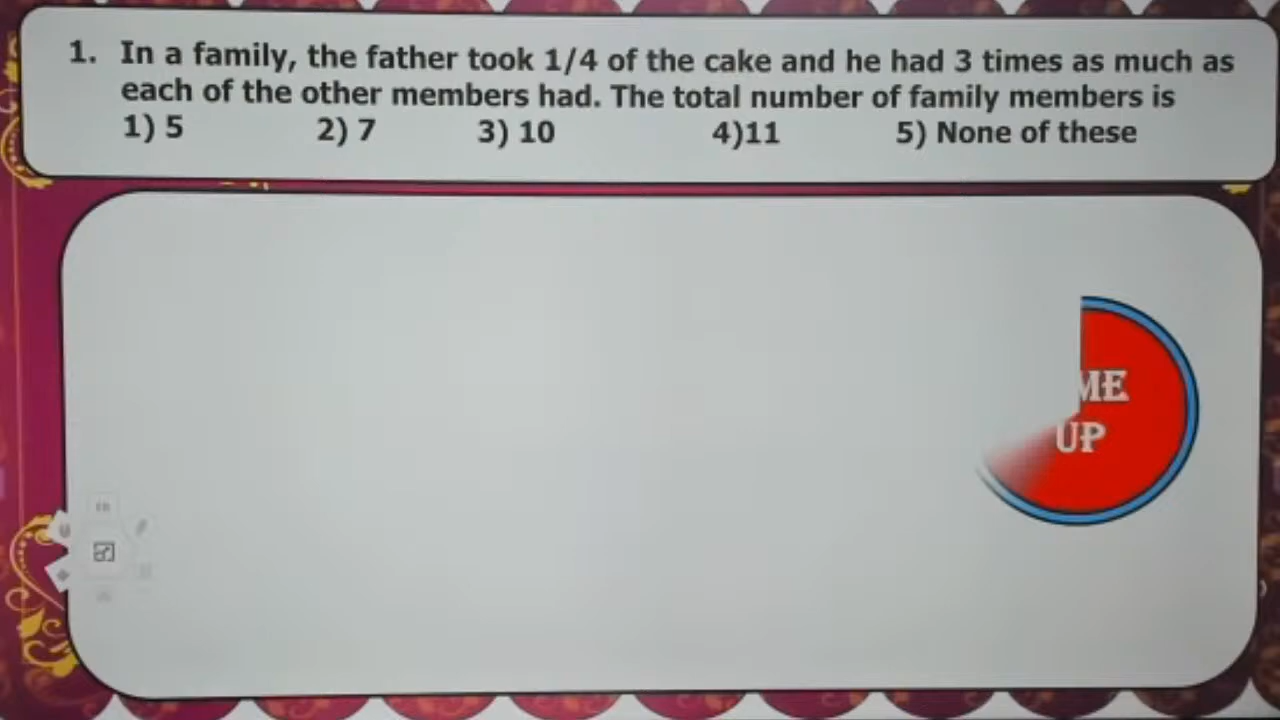 1. In a family, the father took 1/4 of the cake and he had 3 times as much as
each of the other members had. The total number of family members is
1) 5 2) 7 3) 10 4)11 5) None of these
ME
UP